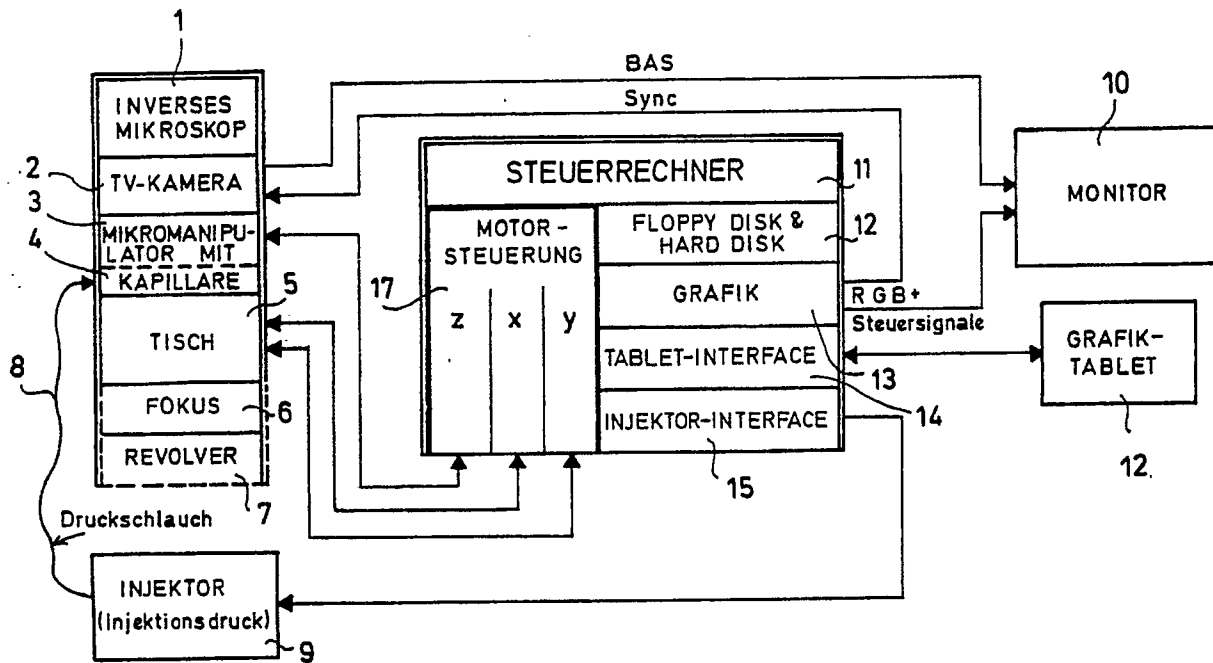 1
INVERSES
MIKROSKOP
2
TV-KAMERA
3
MIKROMANIPU-
LATOR MIT
4
KAPILLARE
5
TISCH
8
FOKUS
6
REVOLVER
7
Druckschlauch
INJEKTOR
(Injektionsdruck)
9
BAS
Sync
STEUERRECHNER
11
MOTOR-
STEUERUNG
17
z
x
y
FLOPPY DISK &
HARD DISK
12
GRAFIK
TABLET-INTERFACE
13
14
INJEKTOR-INTERFACE
15
RGB+
Steuersignale
10
MONITOR
GRAFIK-
TABLET
12.